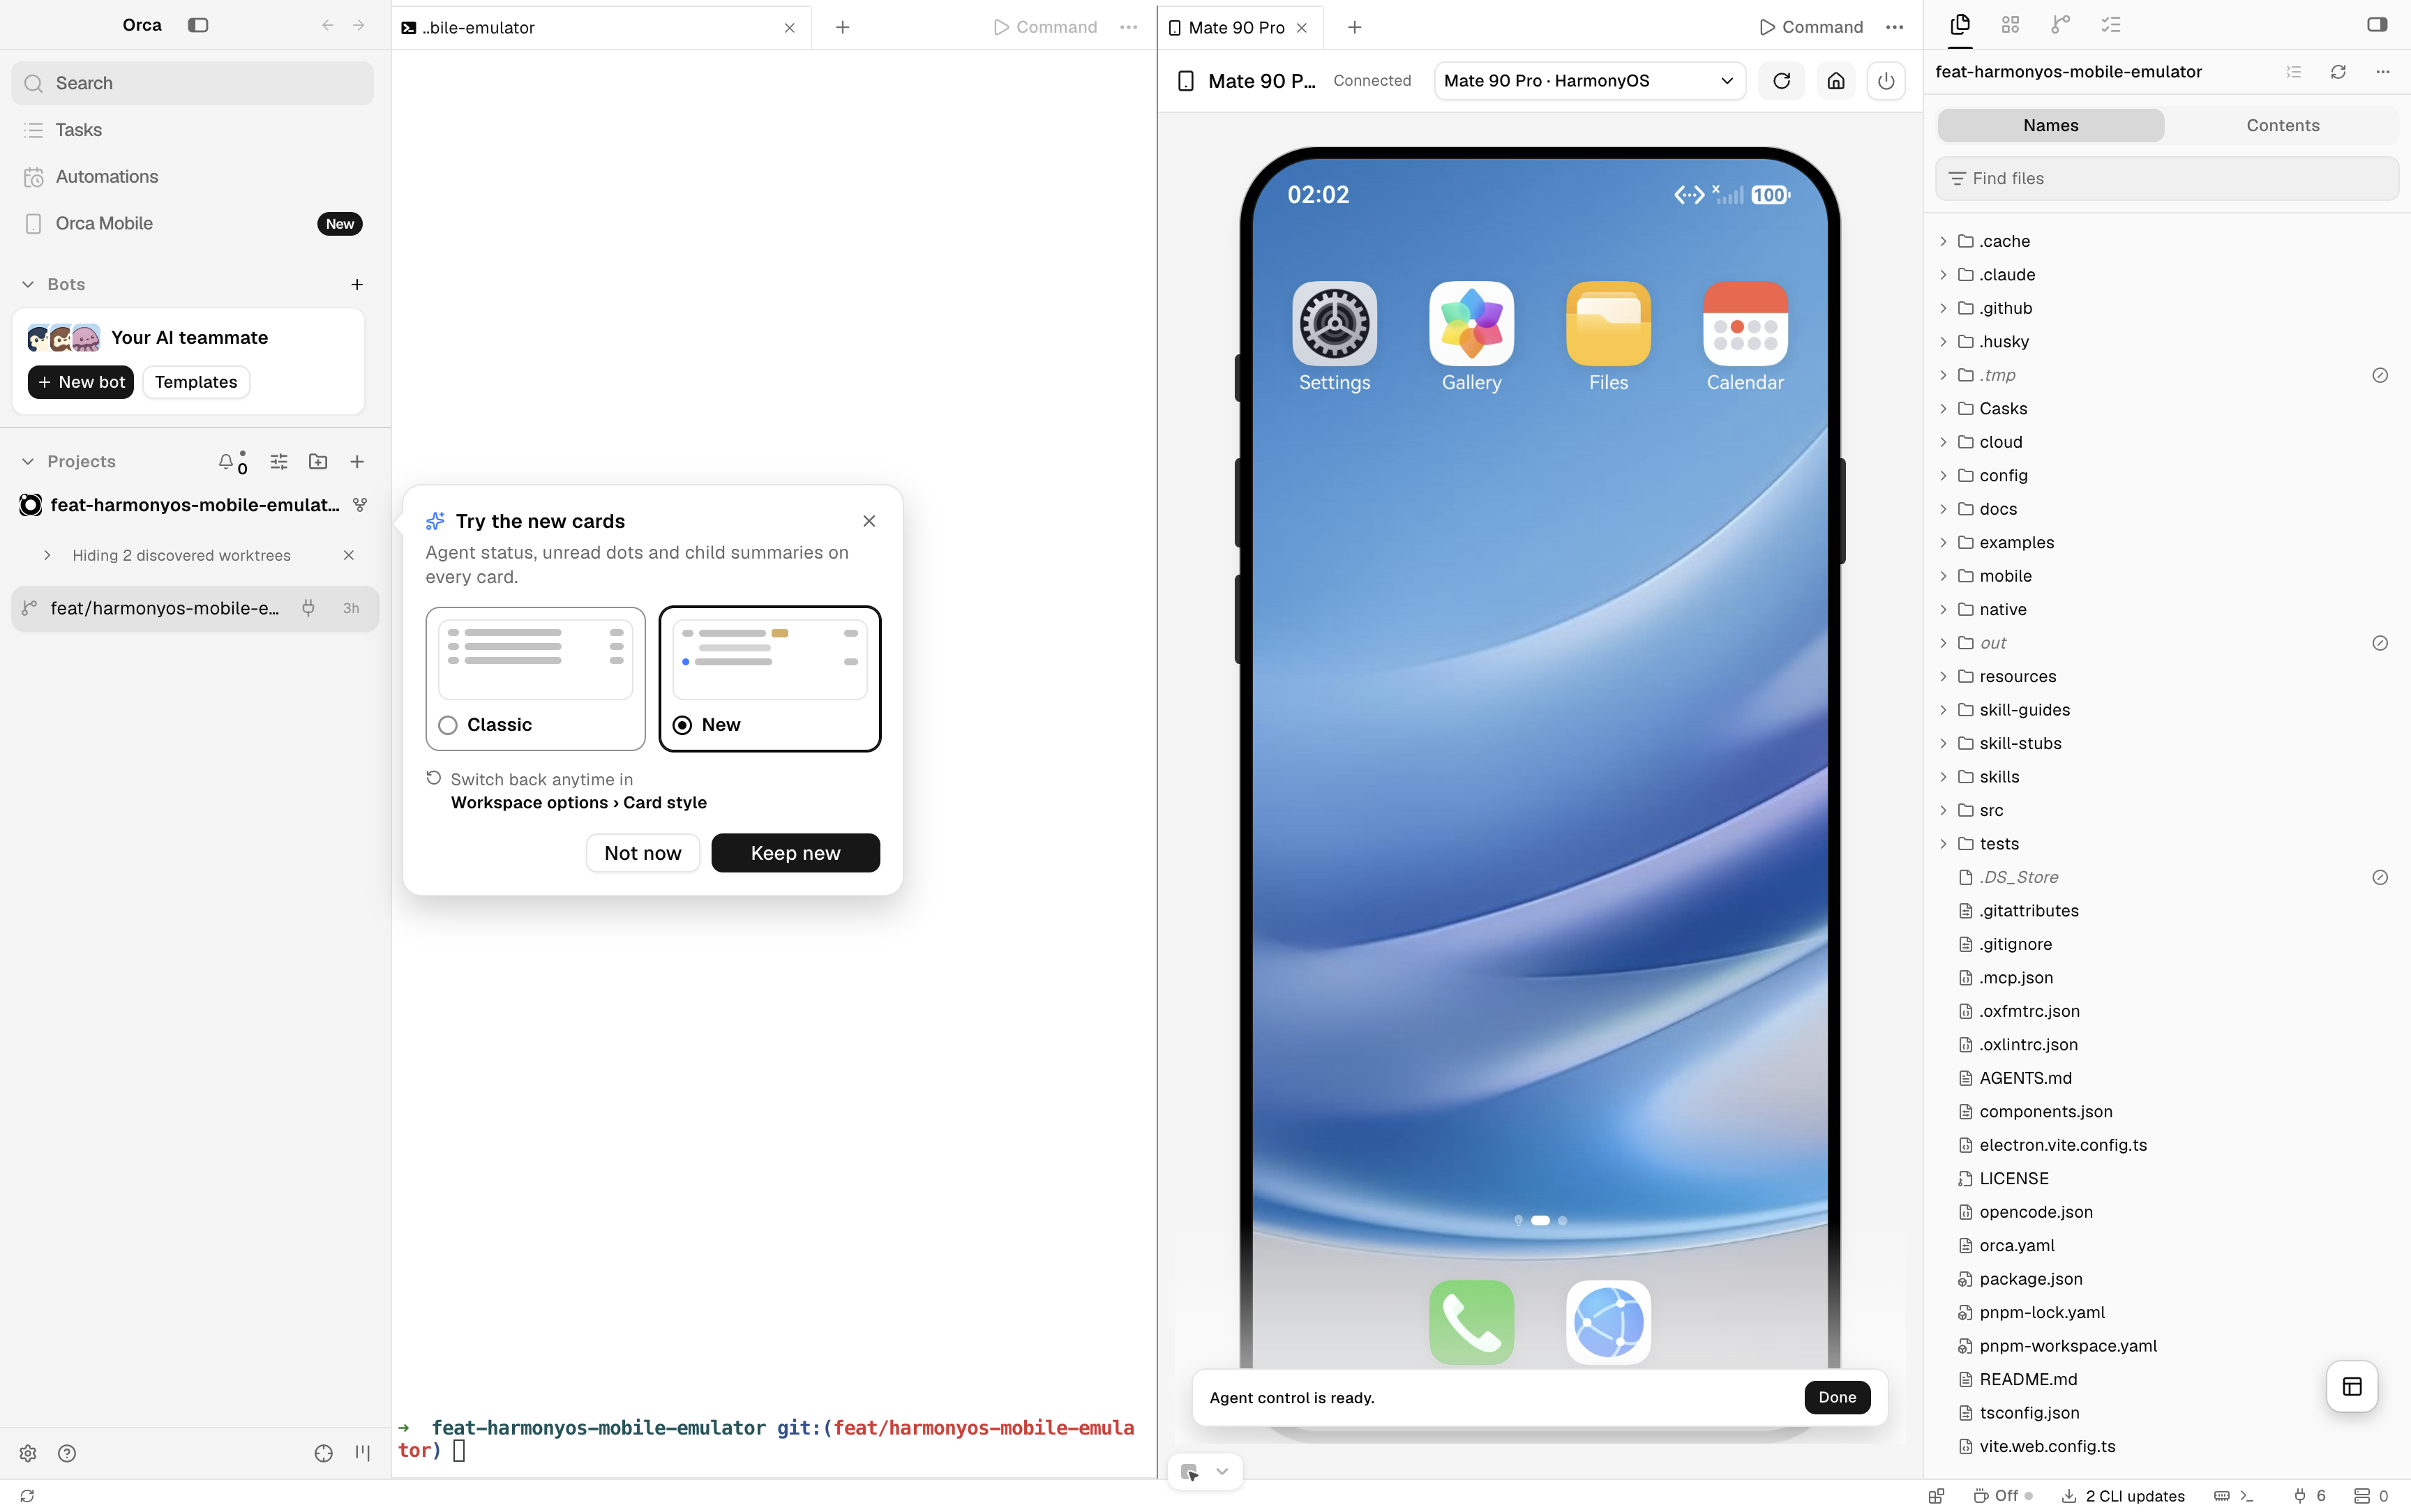 Orca
Search
Tasks
Automations
Orca Mobile
New
Bots
Your AI teammate
New bot
Templates
Projects
0
feat-harmonyos-mobile-emulat...
Hiding 2 discovered worktrees
feat/harmonyos-mobile-e...
3h
..bile-emulator
Command
Try the new cards
Agent status, unread dots and child summaries on
every card.
Classic
New
Switch back anytime in
Workspace options › Card style
Not now
Keep new
→ feat-harmonyos-mobile-emulator git:(feat/harmonyos-mobile-emula
tor)
Mate 90 Pro
Command
Mate 90 P...
Connected
Mate 90 Pro · HarmonyOS
02:02
100
Settings
Gallery
Files
Calendar
Agent control is ready.
Done
feat-harmonyos-mobile-emulator
Names
Contents
Find files
.cache
.claude
.github
.husky
.tmp
Casks
cloud
config
docs
examples
mobile
native
out
resources
skill-guides
skill-stubs
skills
src
tests
.DS_Store
.gitattributes
.gitignore
.mcp.json
.oxfmtrc.json
.oxlintrc.json
AGENTS.md
components.json
electron.vite.config.ts
LICENSE
opencode.json
orca.yaml
package.json
pnpm-lock.yaml
pnpm-workspace.yaml
README.md
tsconfig.json
vite.web.config.ts
Off
2 CLI updates
6
0